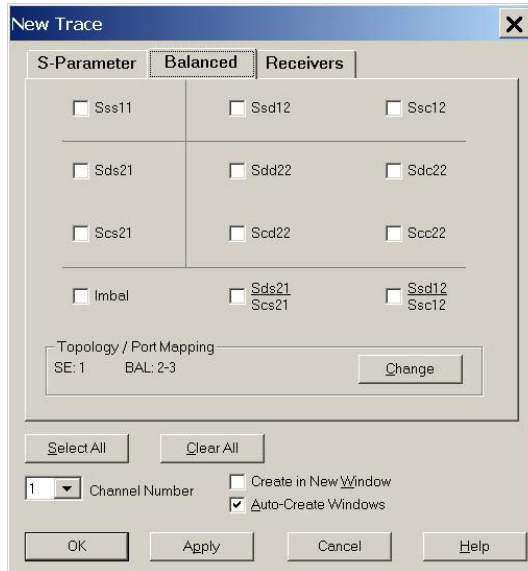 New Trace
S-Parameter Balanced Receivers
Sss11 Ssd12 Ssc12
Sds21 Sdd22 Sdc22
Scs21 Scd22 Scc22
Imbal Sds21 Ssd12
Scs21 Ssc12
Topology / Port Mapping
SE: 1 BAL: 2-3 Change
Select All Clear All
1 Channel Number
Create in New Window
Auto-Create Windows
OK Apply Cancel Help